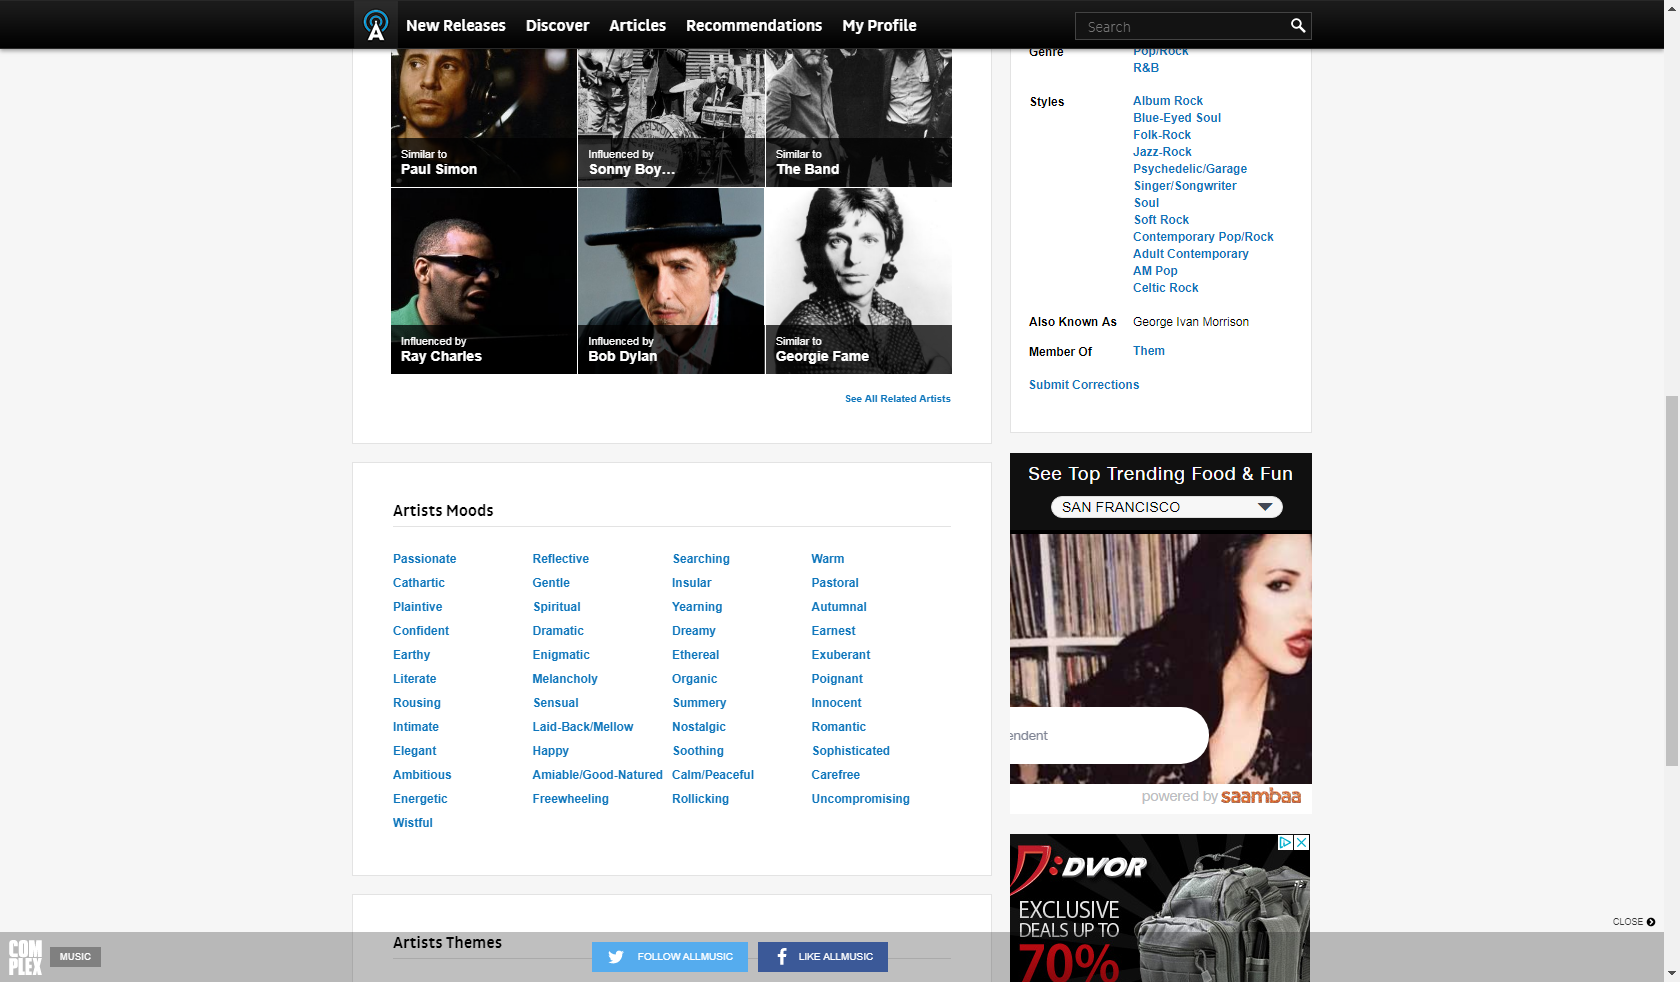 New Releases Discover Articles Recommendations My Profile
Search
Similar to
Paul Simon
Influenced by
Sonny Boy...
Similar to
The Band
Influenced by
Ray Charles
Influenced by
Bob Dylan
Similar to
Georgie Fame
See All Related Artists
Genre
Pop/Rock
R&B
Styles
Album Rock
Blue-Eyed Soul
Folk-Rock
Jazz-Rock
Psychedelic/Garage
Singer/Songwriter
Soul
Soft Rock
Contemporary Pop/Rock
Adult Contemporary
AM Pop
Celtic Rock
Also Known As George Ivan Morrison
Member Of Them
Submit Corrections
Artists Moods
Passionate Reflective Searching Warm
Cathartic Gentle Insular Pastoral
Plaintive Spiritual Yearning Autumnal
Confident Dramatic Dreamy Earnest
Earthy Enigmatic Ethereal Exuberant
Literate Melancholy Organic Poignant
Rousing Sensual Summery Innocent
Intimate Laid-Back/Mellow Nostalgic Romantic
Elegant Happy Soothing Sophisticated
Ambitious Amiable/Good-Natured Calm/Peaceful Carefree
Energetic Freewheeling Rollicking Uncompromising
Wistful
See Top Trending Food & Fun
SAN FRANCISCO
endent
powered by saambaa
DVOR
EXCLUSIVE
DEALS UP TO
70%
Artists Themes
CLOSE
COM
PLEX
MUSIC
FOLLOW ALLMUSIC
LIKE ALLMUSIC